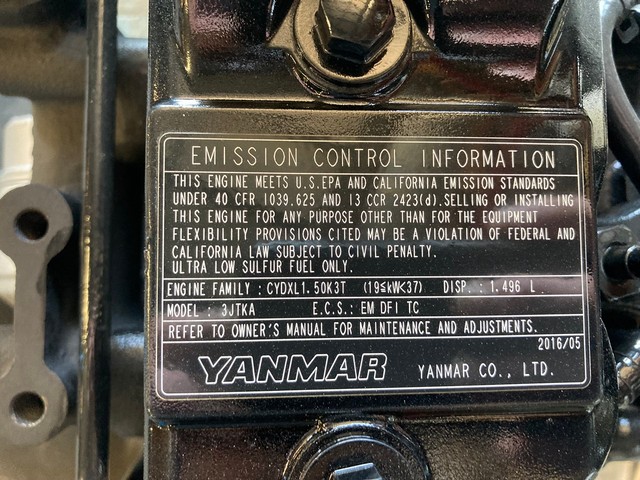 EMISSION CONTROL INFORMATION
THIS ENGINE MEETS U.S.EPA AND CALIFORNIA EMISSION STANDARDS
UNDER 40 CFR 1039.625 AND 13 CCR 2423(d).SELLING OR INSTALLING
THIS ENGINE FOR ANY PURPOSE OTHER THAN FOR THE EQUIPMENT
FLEXIBILITY PROVISIONS CITED MAY BE A VIOLATION OF FEDERAL AND
CALIFORNIA LAW SUBJECT TO CIVIL PENALTY.
ULTRA LOW SULFUR FUEL ONLY.
ENGINE FAMILY : CYDXL1.50K3T (19≤kW<37) DISP. : 1.496 L
MODEL : 3JTKA E.C.S.: EM DFI TC
REFER TO OWNER'S MANUAL FOR MAINTENANCE AND ADJUSTMENTS.
2016/05
YANMAR YANMAR CO., LTD.